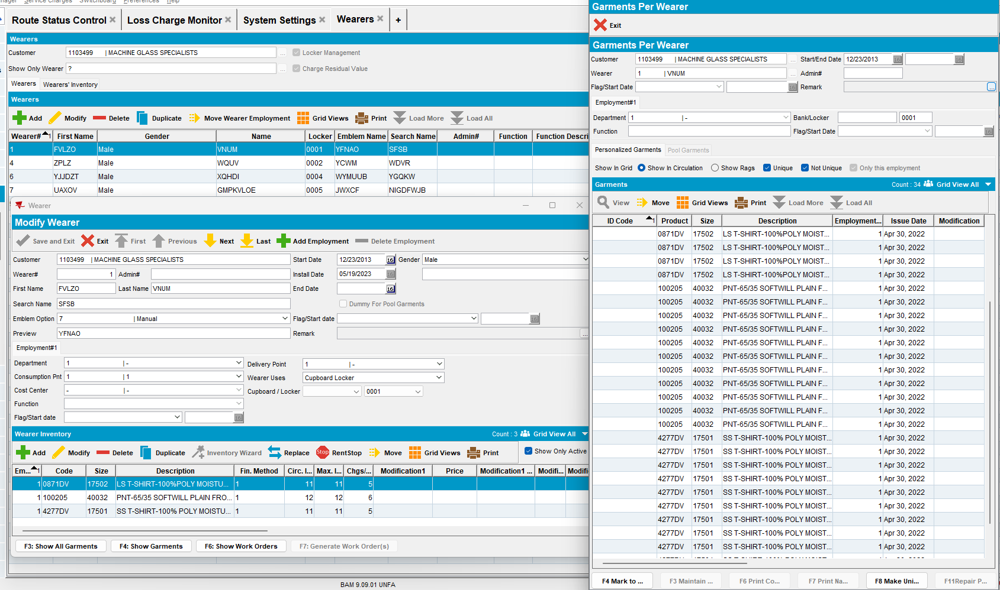 Service Charges Switchboard Preferences Help
Route Status Control
Loss Charge Monitor
System Settings
Wearers
+
Wearers
Customer 1103499 | MACHINE GLASS SPECIALISTS ... Locker Management
Show Only Wearer ? ... Charge Residual Value
Wearers Wearers' Inventory
Wearers
Add Modify Delete Duplicate Move Wearer Employment Grid Views Print Load More Load All
Wearer# 1 First Name Gender Name Locker Emblem Name Search Name Admin# Function Function Descri
1 FVLZO Male VNUM 0001 YFNAO SFSB
4 ZPLZ Male WQUV 0002 YCWM WDVR
6 YJJDZT Male XQHDI 0004 WYMUUB YGQKW
7 UAXOV Male GMPKVLOE 0005 JWXCF NIGDFWJB
Wearer
Modify Wearer
Save and Exit Exit First Previous Next Last Add Employment Delete Employment
Customer 1103499 | MACHINE GLASS SPECIALISTS Start Date 12/23/2013 16 Gender Male
Wearer# 1 Admin# Install Date 05/19/2023 16
First Name FVLZO Last Name VNUM End Date 16
Search Name SFSB Dummy For Pool Garments
Emblem Option 7 | Manual Flag/Start date 16
Preview YFNAO Remark ...
Employment#1
Department 1 | - Delivery Point 1 | -
Consumption Pnt 1 | 1 Wearer Uses Cupboard Locker
Cost Center - | - Cupboard / Locker 0001
Function
Flag/Start date 16
Wearer Inventory Count : 3 Grid View All
Add Modify Delete Duplicate Inventory Wizard Replace Stop RentStop Move Grid Views Print Show Only Active
Em... 1 Code Size Description Fin. Method Circ. I... Max. I... Chgs/... Modification1 Price Modification1 ... Modifi... Modifi
1 0871DV 17502 LS T-SHIRT-100%POLY MOISTU... 1 11 11 5
1 100205 40032 PNT-65/35 SOFTWILL PLAIN FRO... 1 12 12 6
1 4277DV 17501 SS T-SHIRT-100% POLY MOISTU... 1 11 11 5
F3: Show All Garments F4: Show Garments F6: Show Work Orders F7: Generate Work Order(s)
BAM 9.09.01 UNFA
Garments Per Wearer
Exit
Garments Per Wearer
Customer 1103499 | MACHINE GLASS SPECIALISTS ... Start/End Date 12/23/2013 16 16
Wearer 1 | VNUM ... Admin#
Flag/Start Date 16 Remark ...
Employment#1
Department 1 | - Bank/Locker 0001
Function Flag/Start Date 16
Personalized Garments Pool Garments
Show In Grid Show In Circulation Show Rags Unique Not Unique Only this employment
Garments Count : 34 Grid View All
View Move Grid Views Print Load More Load All
ID Code 1 Product Size Description Employment... Issue Date Modification
0871DV 17502 LS T-SHIRT-100%POLY MOIST... 1 Apr 30, 2022
0871DV 17502 LS T-SHIRT-100%POLY MOIST... 1 Apr 30, 2022
0871DV 17502 LS T-SHIRT-100%POLY MOIST... 1 Apr 30, 2022
0871DV 17502 LS T-SHIRT-100%POLY MOIST... 1 Apr 30, 2022
100205 40032 PNT-65/35 SOFTWILL PLAIN F... 1 Apr 30, 2022
100205 40032 PNT-65/35 SOFTWILL PLAIN F... 1 Apr 30, 2022
100205 40032 PNT-65/35 SOFTWILL PLAIN F... 1 Apr 30, 2022
100205 40032 PNT-65/35 SOFTWILL PLAIN F... 1 Apr 30, 2022
100205 40032 PNT-65/35 SOFTWILL PLAIN F... 1 Apr 30, 2022
100205 40032 PNT-65/35 SOFTWILL PLAIN F... 1 Apr 30, 2022
100205 40032 PNT-65/35 SOFTWILL PLAIN F... 1 Apr 30, 2022
100205 40032 PNT-65/35 SOFTWILL PLAIN F... 1 Apr 30, 2022
100205 40032 PNT-65/35 SOFTWILL PLAIN F... 1 Apr 30, 2022
100205 40032 PNT-65/35 SOFTWILL PLAIN F... 1 Apr 30, 2022
100205 40032 PNT-65/35 SOFTWILL PLAIN F... 1 Apr 30, 2022
4277DV 17501 SS T-SHIRT-100% POLY MOIST... 1 Apr 30, 2022
4277DV 17501 SS T-SHIRT-100% POLY MOIST... 1 Apr 30, 2022
4277DV 17501 SS T-SHIRT-100% POLY MOIST... 1 Apr 30, 2022
4277DV 17501 SS T-SHIRT-100% POLY MOIST... 1 Apr 30, 2022
4277DV 17501 SS T-SHIRT-100% POLY MOIST... 1 Apr 30, 2022
4277DV 17501 SS T-SHIRT-100% POLY MOIST... 1 Apr 30, 2022
4277DV 17501 SS T-SHIRT-100% POLY MOIST... 1 Apr 30, 2022
4277DV 17501 SS T-SHIRT-100% POLY MOIST... 1 Apr 30, 2022
4277DV 17501 SS T-SHIRT-100% POLY MOIST... 1 Apr 30, 2022
F4 Mark to ... F3 Maintain ... F6 Print Co... F7 Print Na... F8 Make Uni... F11Repair P...